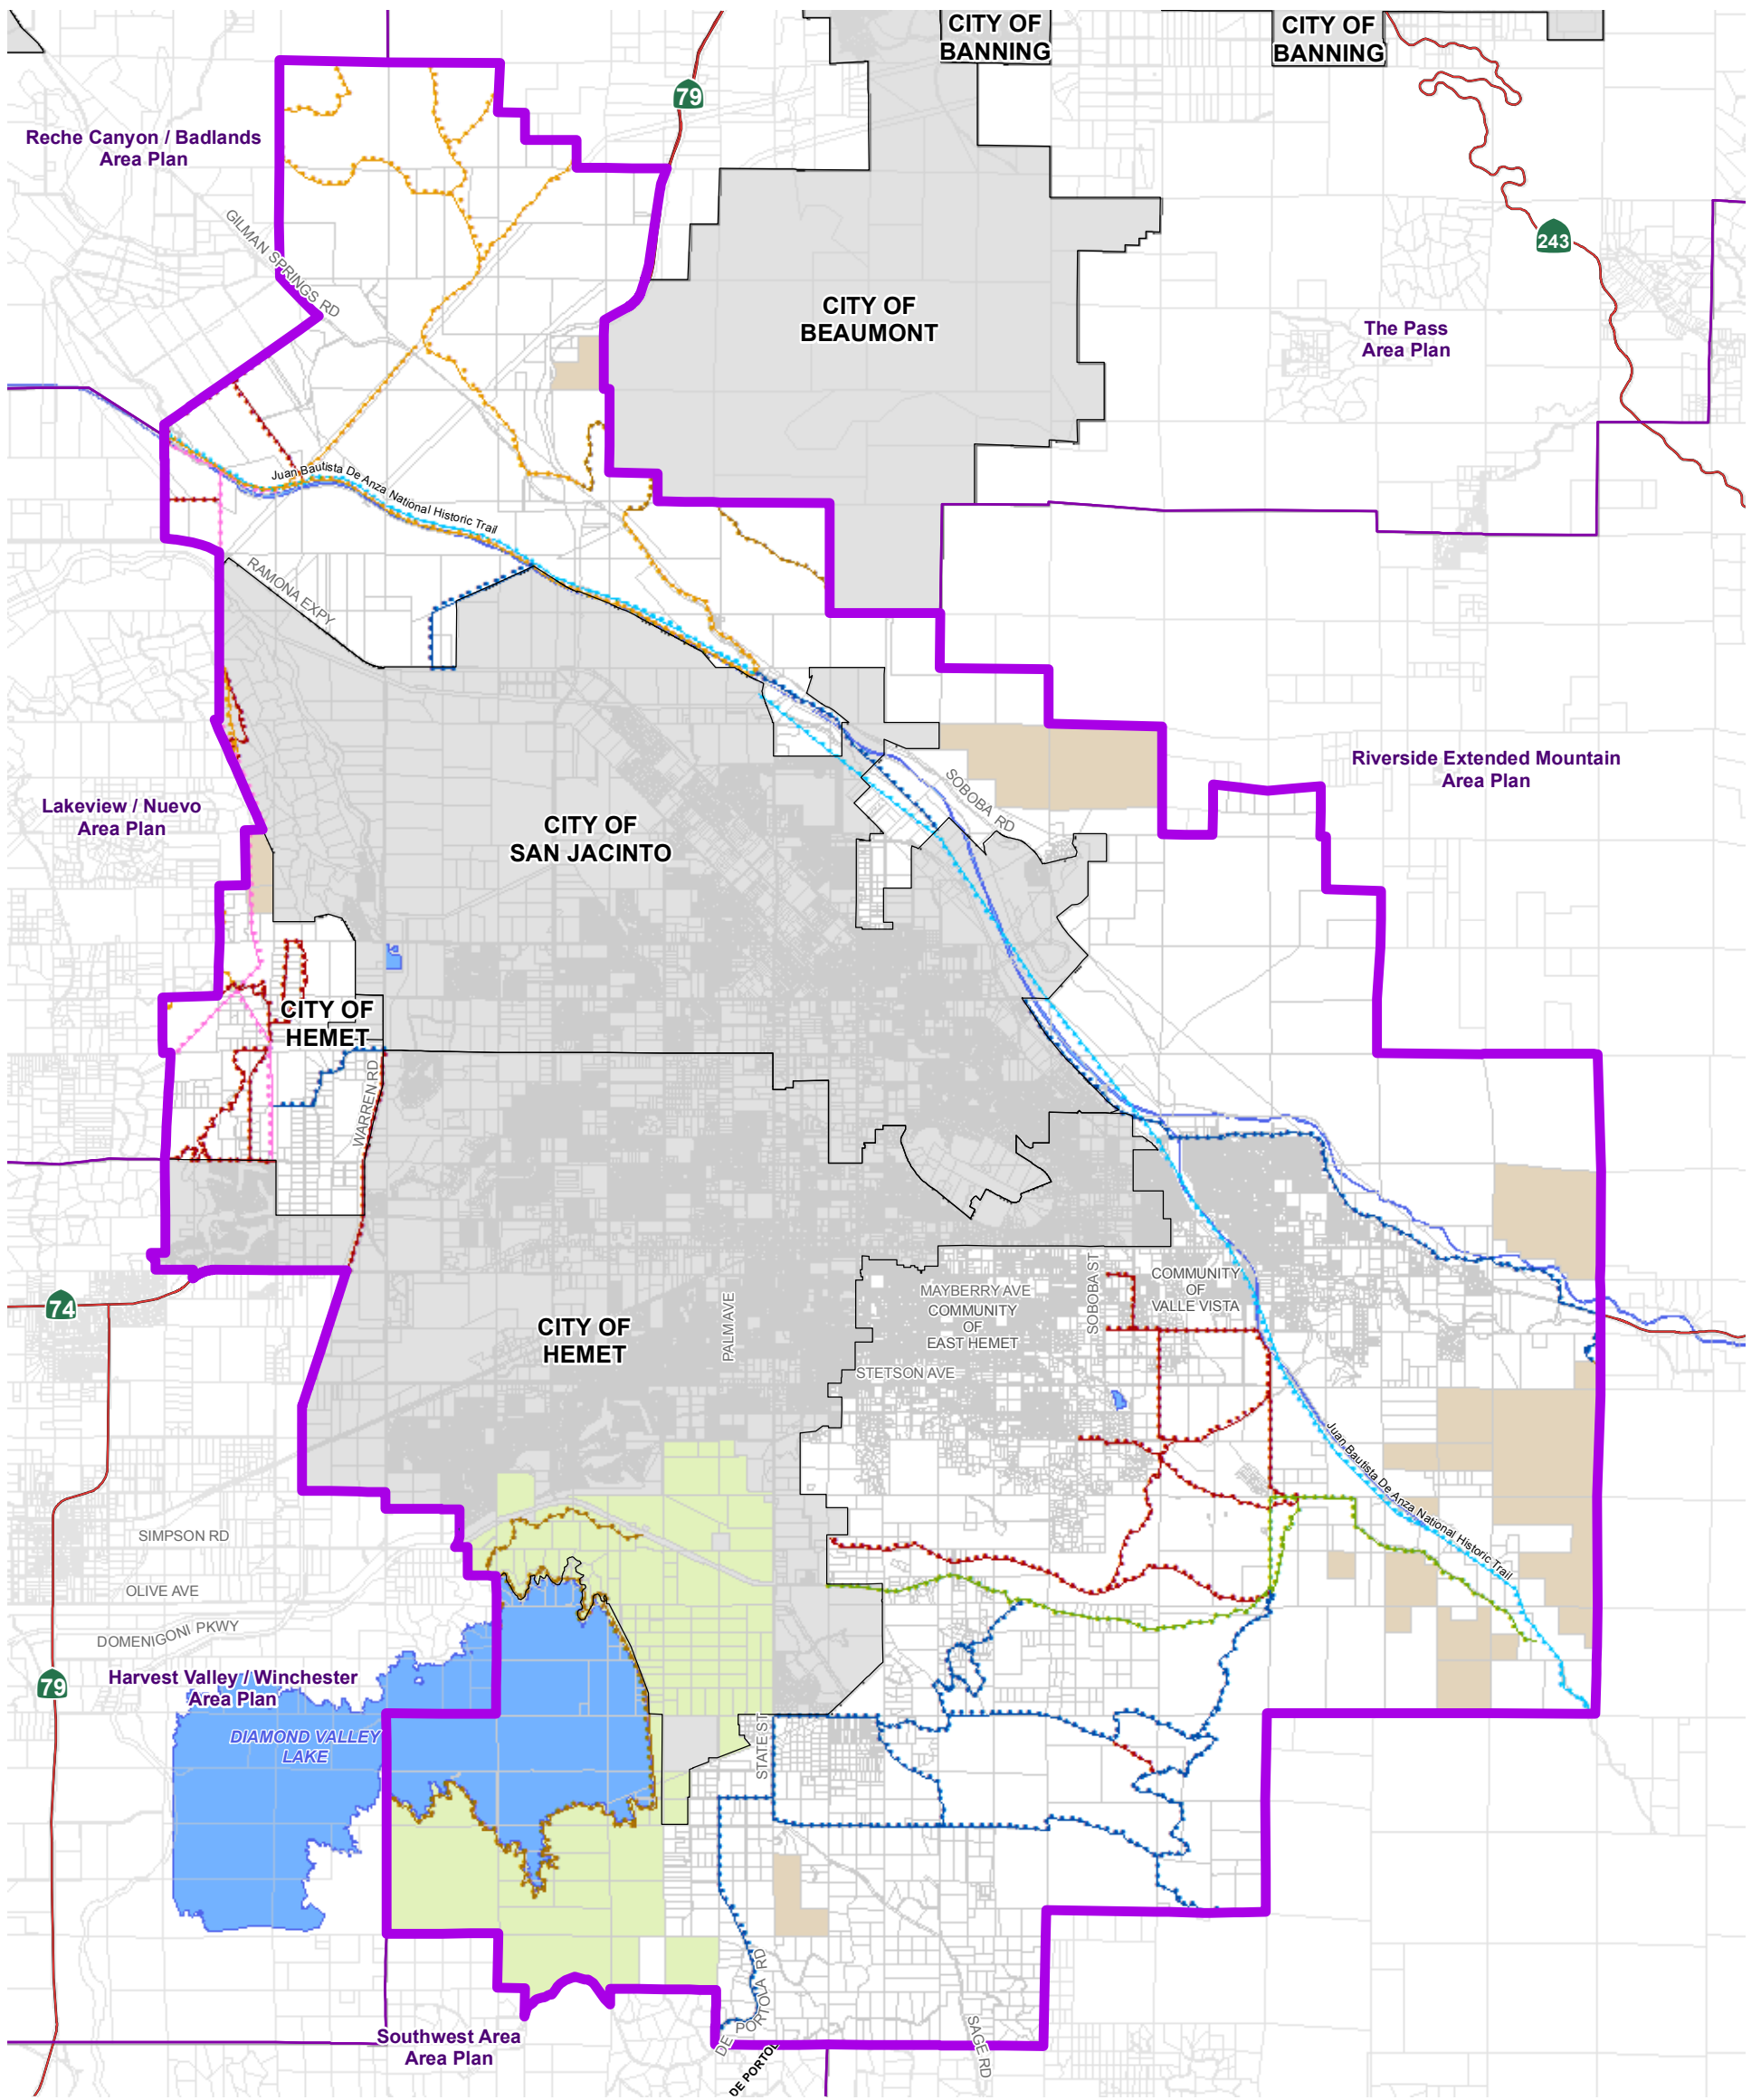 CITY OF
BANNING
CITY OF
BANNING
79
Reche Canyon / Badlands
Area Plan
GILMAN SPRINGS RD
243
CITY OF
BEAUMONT
The Pass
Area Plan
Juan Bautista De Anza National Historic Trail
RAMONA EXPY
Riverside Extended Mountain
Area Plan
SOBOBA RD
Lakeview / Nuevo
Area Plan
CITY OF
SAN JACINTO
CITY OF
HEMET
WARREN RD
74
MAYBERRY AVE
COMMUNITY
OF
EAST HEMET
SOBOBA ST
COMMUNITY
OF
VALLE VISTA
PALM AVE
CITY OF
HEMET
STETSON AVE
Juan Bautista De Anza National Historic Trail
SIMPSON RD
OLIVE AVE
DOMENIGONI PKWY
79
Harvest Valley / Winchester
Area Plan
DIAMOND VALLEY
LAKE
STATE ST
DE PORTOLA RD
SAGE RD
Southwest Area
Area Plan
DE PORTOL